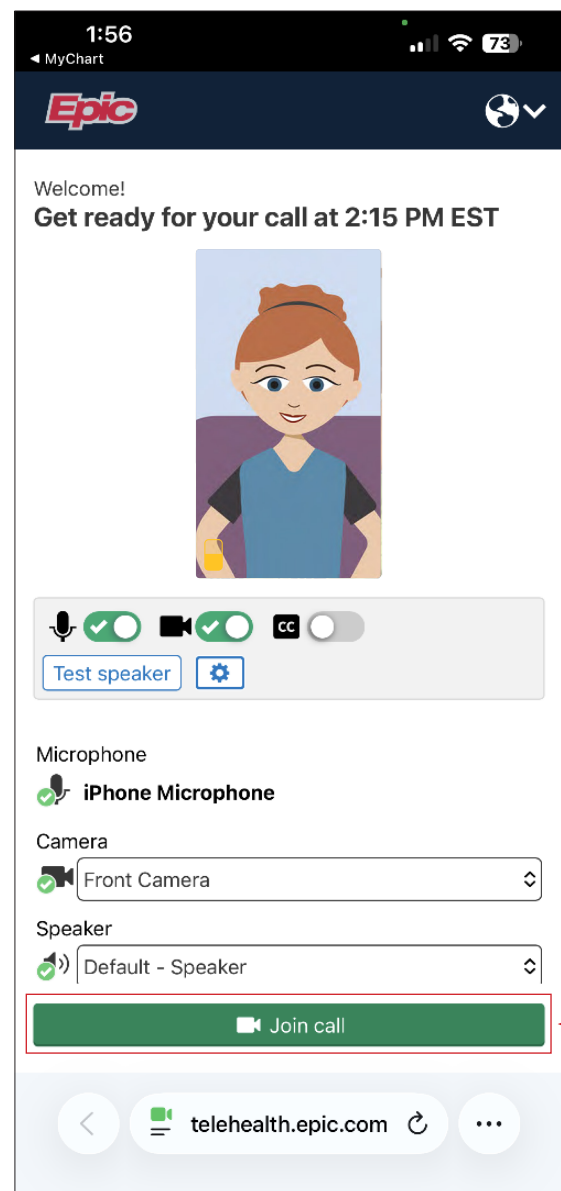 1:56
73
◀ MyChart
Epic
Welcome!
Get ready for your call at 2:15 PM EST
CC
Test speaker
Microphone
iPhone Microphone
Camera
Front Camera
Speaker
Default - Speaker
Join call
telehealth.epic.com